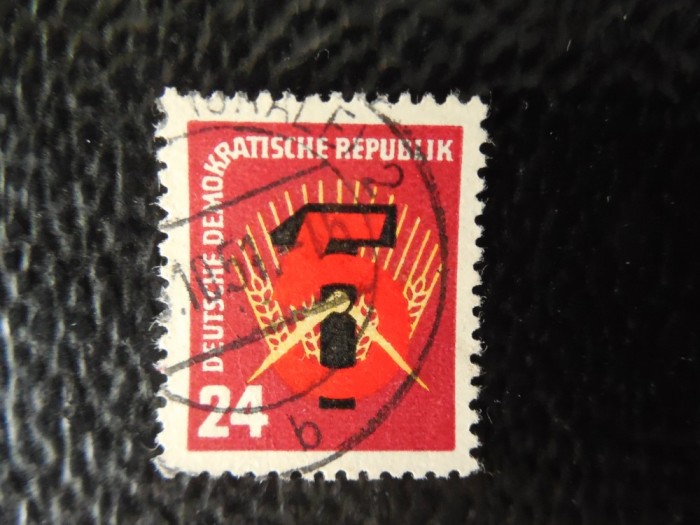 DEUTSCHE DEMOKRATISCHE REPUBLIK
24
b